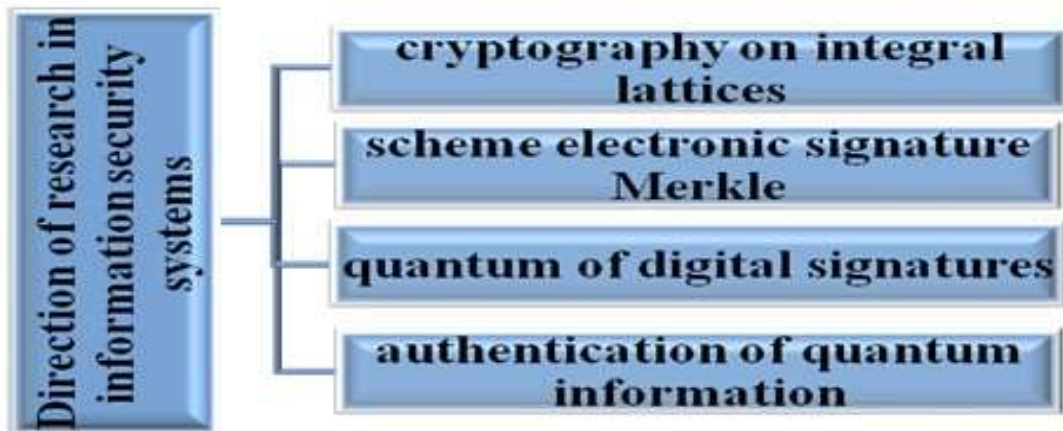 Direction of research in
information security
systems
cryptography on integral
lattices
scheme electronic signature
Merkle
quantum of digital signatures
authentication of quantum
information